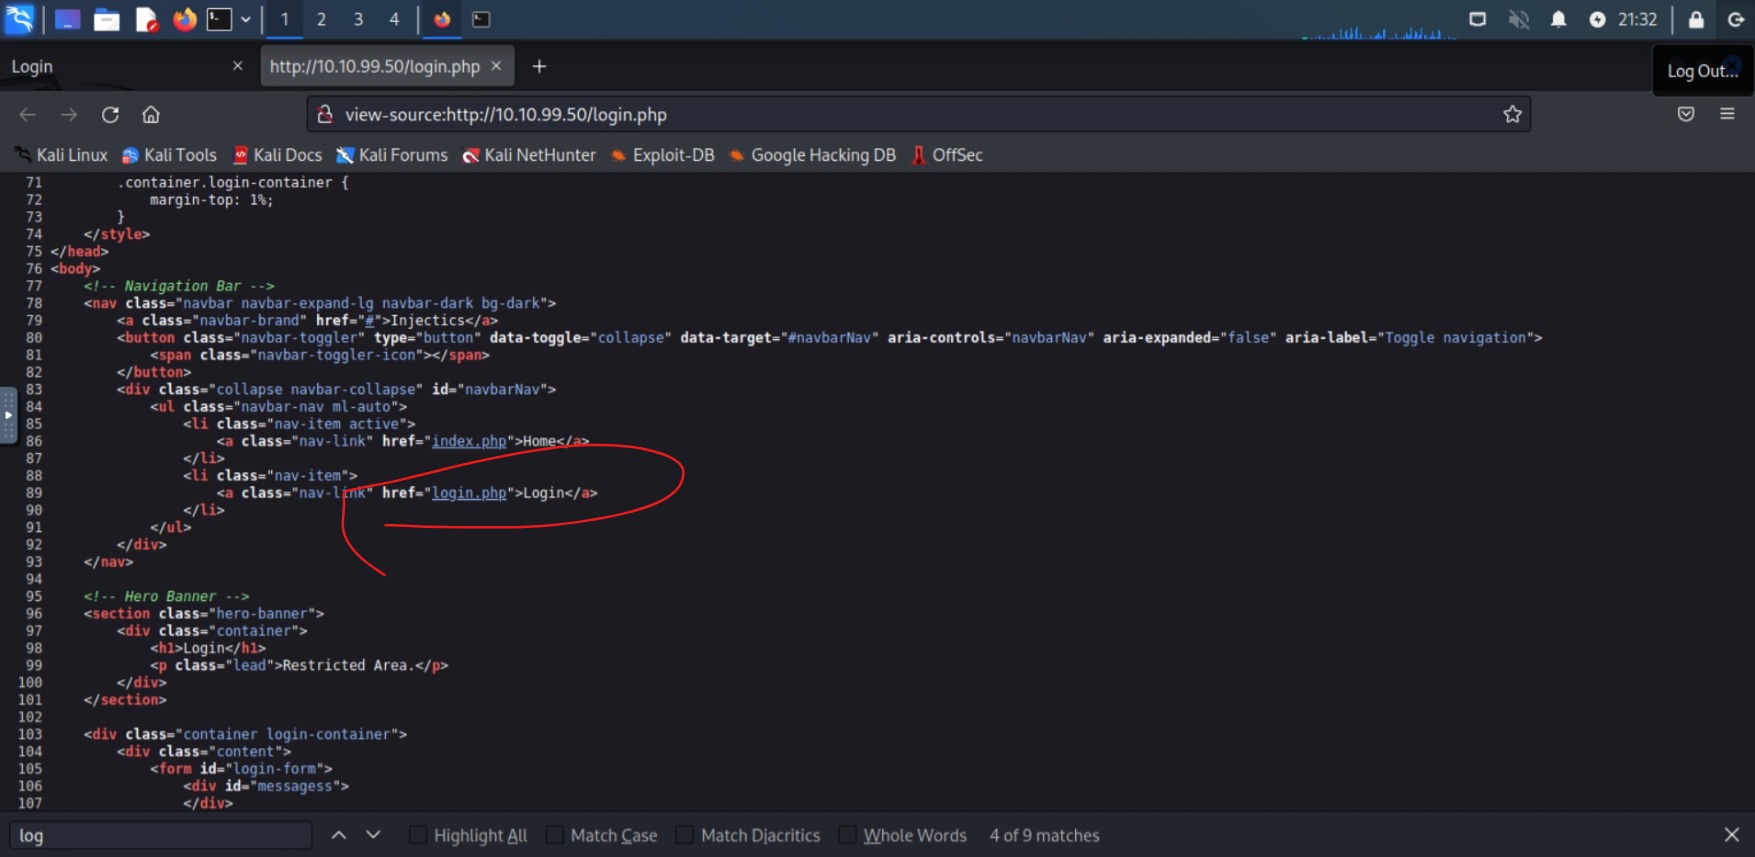 1 2 3 4 21:32
Login http://10.10.99.50/login.php Log Out...
view-source:http://10.10.99.50/login.php
Kali Linux Kali Tools Kali Docs Kali Forums Kali NetHunter Exploit-DB Google Hacking DB OffSec
71 .container.login-container {
72 margin-top: 1%;
73 }
74 </style>
75 </head>
76 <body>
77 <!-- Navigation Bar -->
78 <nav class="navbar navbar-expand-lg navbar-dark bg-dark">
79 <a class="navbar-brand" href="#">Injectics</a>
80 <button class="navbar-toggler" type="button" data-toggle="collapse" data-target="#navbarNav" aria-controls="navbarNav" aria-expanded="false" aria-label="Toggle navigation">
81 <span class="navbar-toggler-icon"></span>
82 </button>
83 <div class="collapse navbar-collapse" id="navbarNav">
84 <ul class="navbar-nav ml-auto">
85 <li class="nav-item active">
86 <a class="nav-link" href="index.php">Home</a>
87 </li>
88 <li class="nav-item">
89 <a class="nav-link" href="login.php">Login</a>
90 </li>
91 </ul>
92 </div>
93 </nav>
94
95 <!-- Hero Banner -->
96 <section class="hero-banner">
97 <div class="container">
98 <h1>Login</h1>
99 <p class="lead">Restricted Area.</p>
100 </div>
101 </section>
102
103 <div class="container login-container">
104 <div class="content">
105 <form id="login-form">
106 <div id="messagess">
107 </div>
log Highlight All Match Case Match Diacritics Whole Words 4 of 9 matches